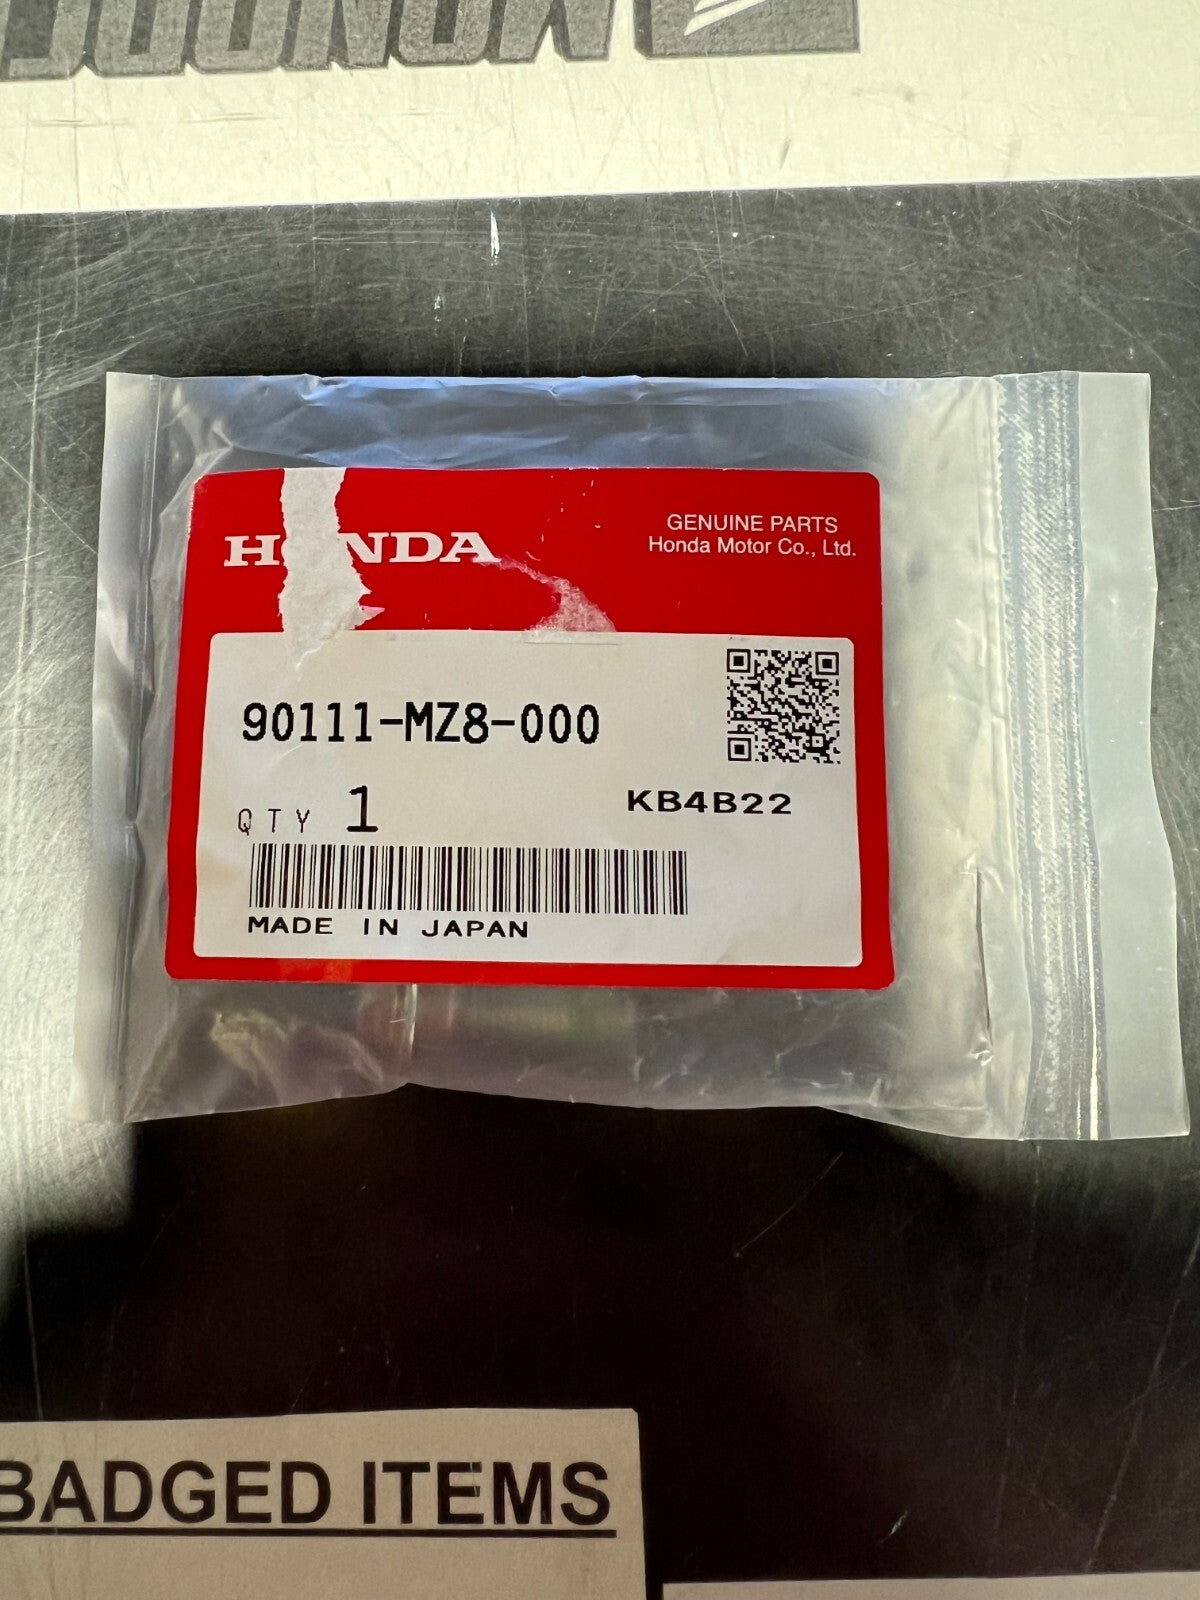 HONDA
GENUINE PARTS
Honda Motor Co., Ltd.
90111-MZ8-000
QTY 1
KB4B22
MADE IN JAPAN
BADGED ITEMS